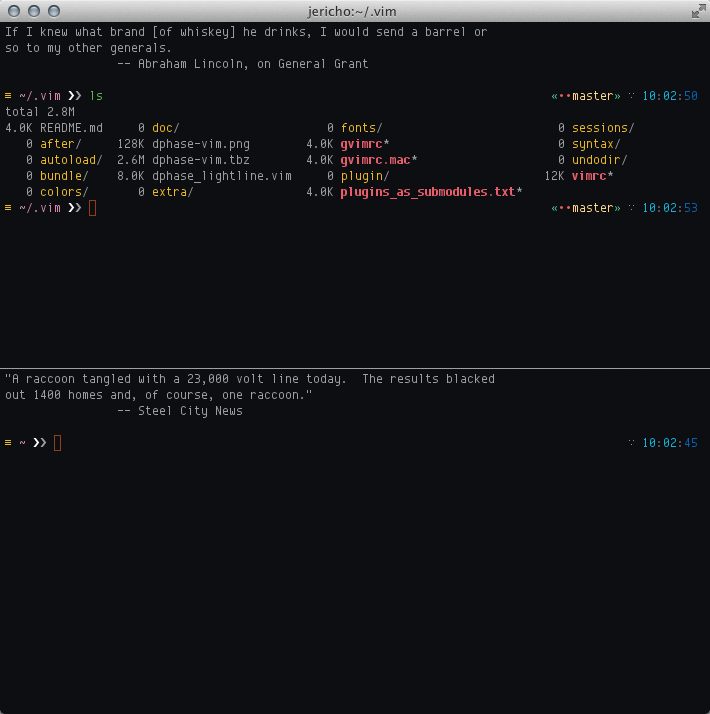 jericho:~/.vim
If I knew what brand [of whiskey] he drinks, I would send a barrel or
so to my other generals.
-- Abraham Lincoln, on General Grant
≡ ~/.vim ❯❯ ls «••master» ∵ 10:02:50
total 2.8M
4.0K README.md 0 doc/ 0 fonts/ 0 sessions/
0 after/ 128K dphase-vim.png 4.0K gvimrc* 0 syntax/
0 autoload/ 2.6M dphase-vim.tbz 4.0K gvimrc.mac* 0 undodir/
0 bundle/ 8.0K dphase_lightline.vim 0 plugin/ 12K vimrc*
0 colors/ 0 extra/ 4.0K plugins_as_submodules.txt*
≡ ~/.vim ❯❯ «••master» ∵ 10:02:53
"A raccoon tangled with a 23,000 volt line today.  The results blacked
out 1400 homes and, of course, one raccoon."
-- Steel City News
≡ ~ ❯❯ ∵ 10:02:45